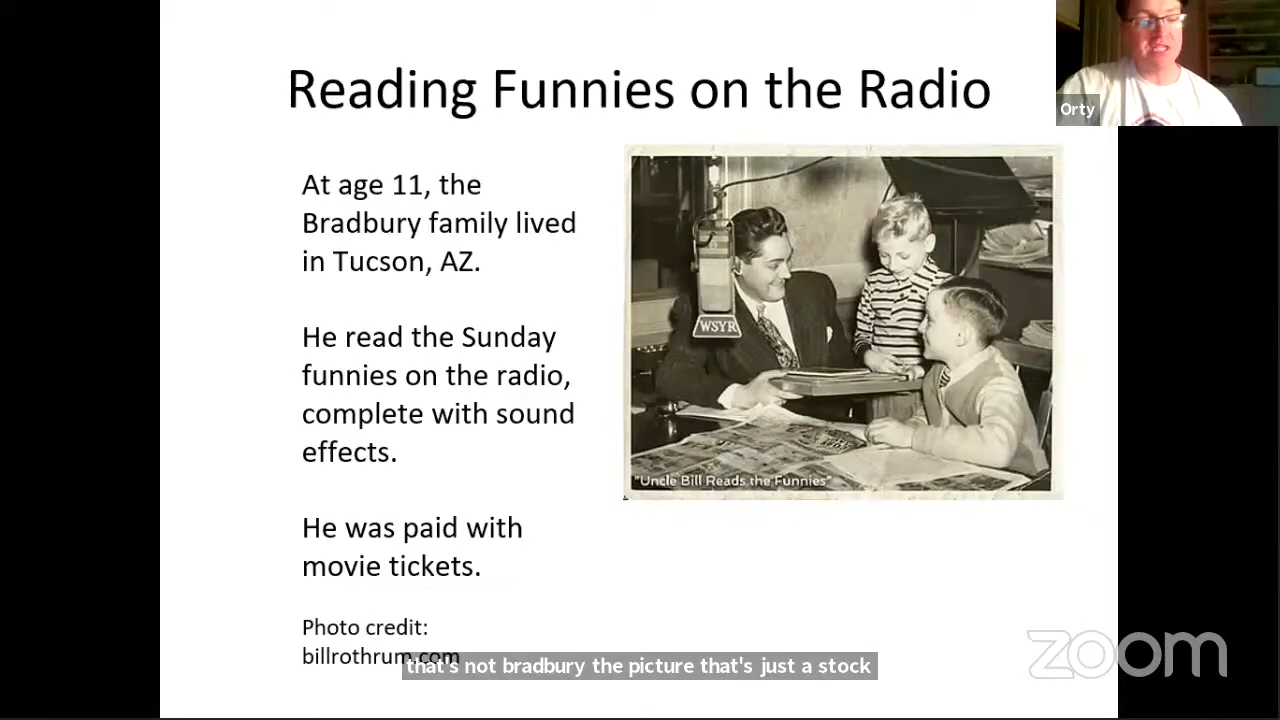 Reading Funnies on the Radio
Orty
At age 11, the
Bradbury family lived
in Tucson, AZ.
He read the Sunday
funnies on the radio,
complete with sound
effects.
He was paid with
movie tickets.
WSYR
"Uncle Bill Reads the Funnies"
Photo credit:
billrothrum.com
that's not bradbury the picture that's just a stock
zoom